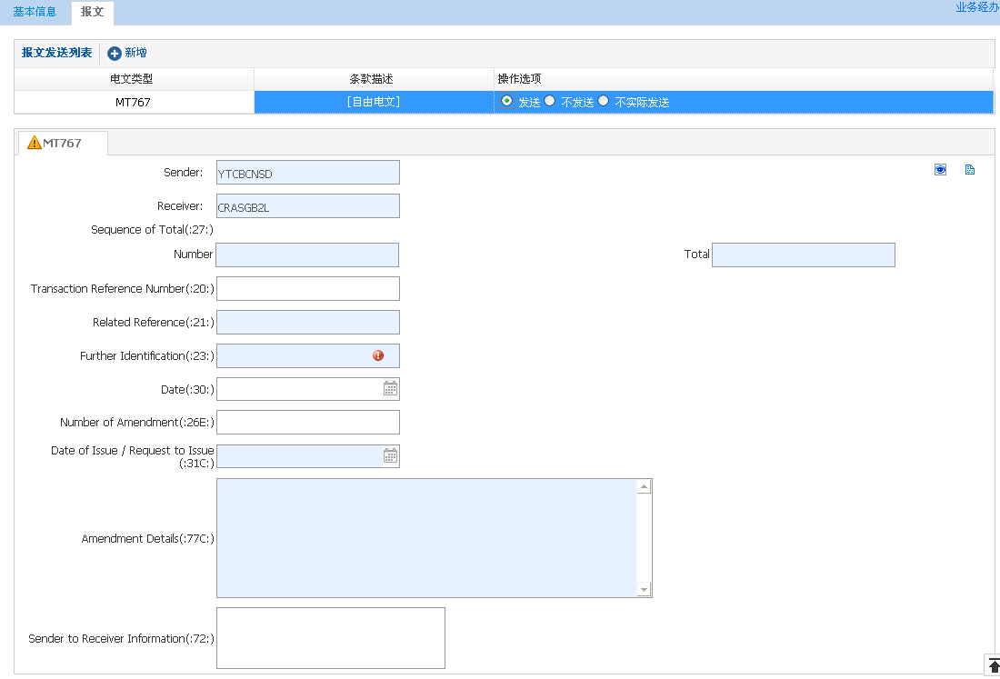 基本信息 报文 业务经办
报文发送列表 新增
电文类型 条款描述 操作选项
MT767 [自由电文] 发送 不发送 不实际发送
MT767
Sender: YTCBCNSD
Receiver: CRASGB2L
Sequence of Total(:27:)
Number Total
Transaction Reference Number(:20:)
Related Reference(:21:)
Further Identification(:23:)
Date(:30:)
Number of Amendment(:26E:)
Date of Issue / Request to Issue
(:31C:)
Amendment Details(:77C:)
Sender to Receiver Information(:72:)